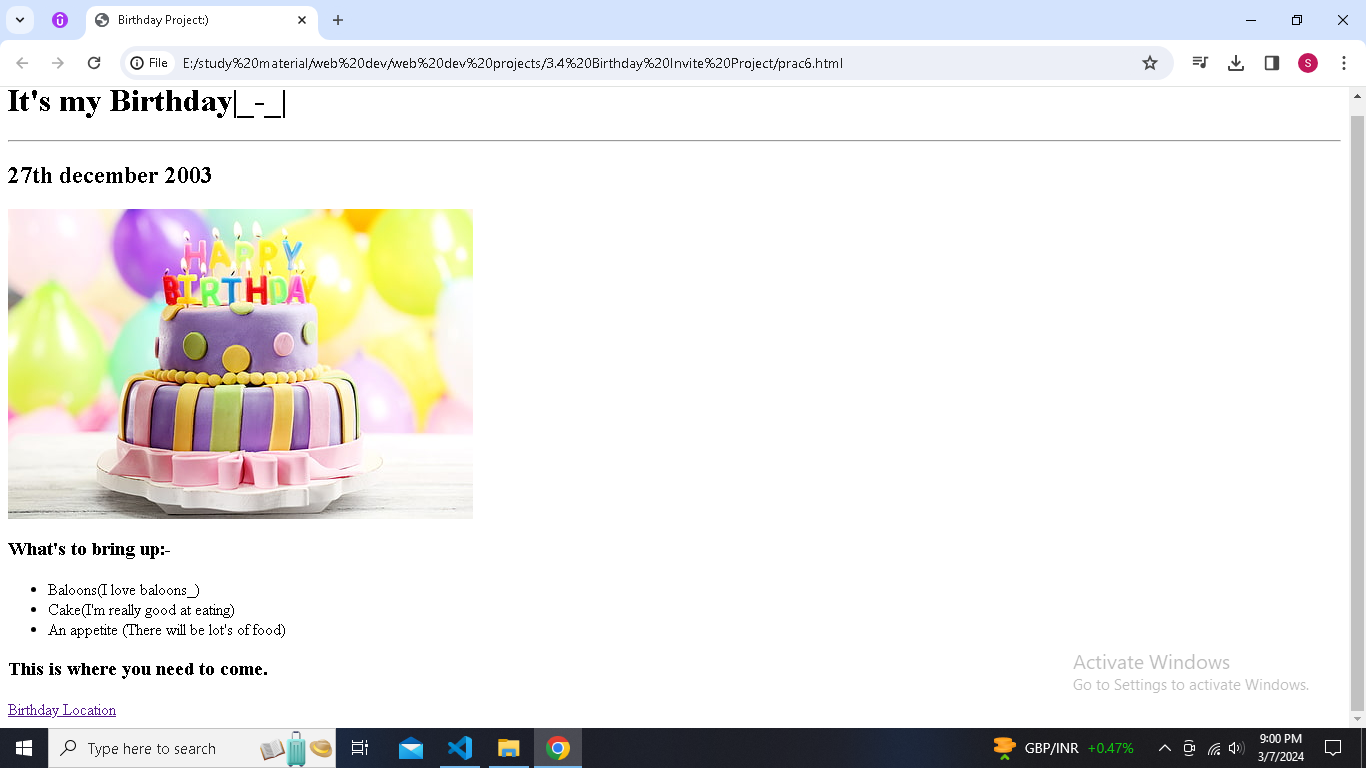 Birthday Project:)
File
E:/study%20material/web%20dev/web%20dev%20projects/3.4%20Birthday%20Invite%20Project/prac6.html
S
It's my Birthday|_-_|
27th december 2003
HAPPY
BIRTHDAY
What's to bring up:-
Baloons(I love baloons_)
Cake(I'm really good at eating)
An appetite (There will be lot's of food)
This is where you need to come.
Birthday Location
Activate Windows
Go to Settings to activate Windows.
Type here to search
GBP/INR +0.47%
9:00 PM
3/7/2024